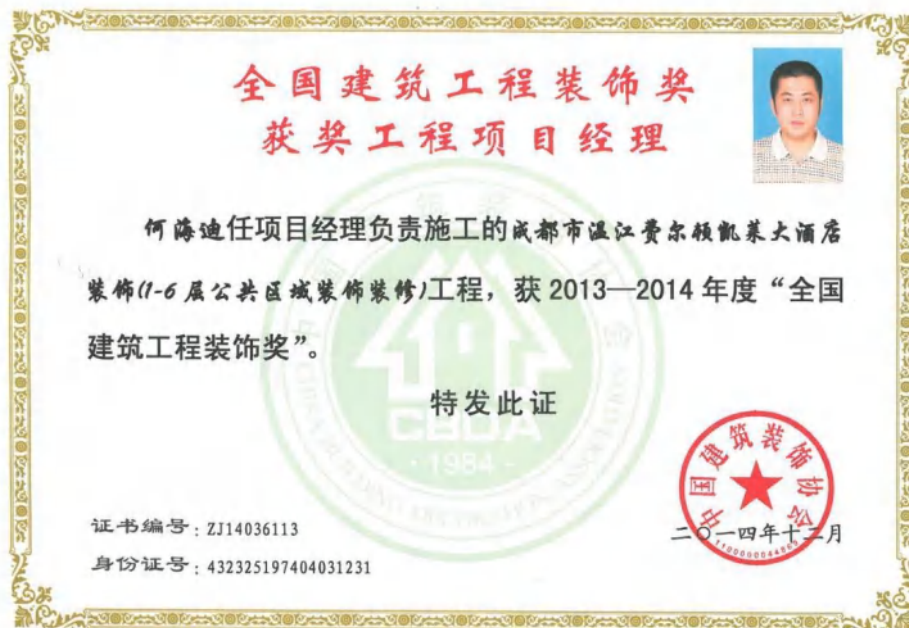 全国建筑工程装饰奖
获奖工程项目经理
何海迪任项目经理负责施工的成都市温江费尔顿凯莱大酒店
装饰(1-6层公共区域装饰装修)工程，获2013—2014年度“全国
建筑工程装饰奖”。
特发此证
CBDA
·1984·
CHINA BUILDING DECORATION ASSOCIATION
中国建筑装饰协会
证书编号：ZJ14036113
二〇一四年十二月
身份证号：432325197404031231